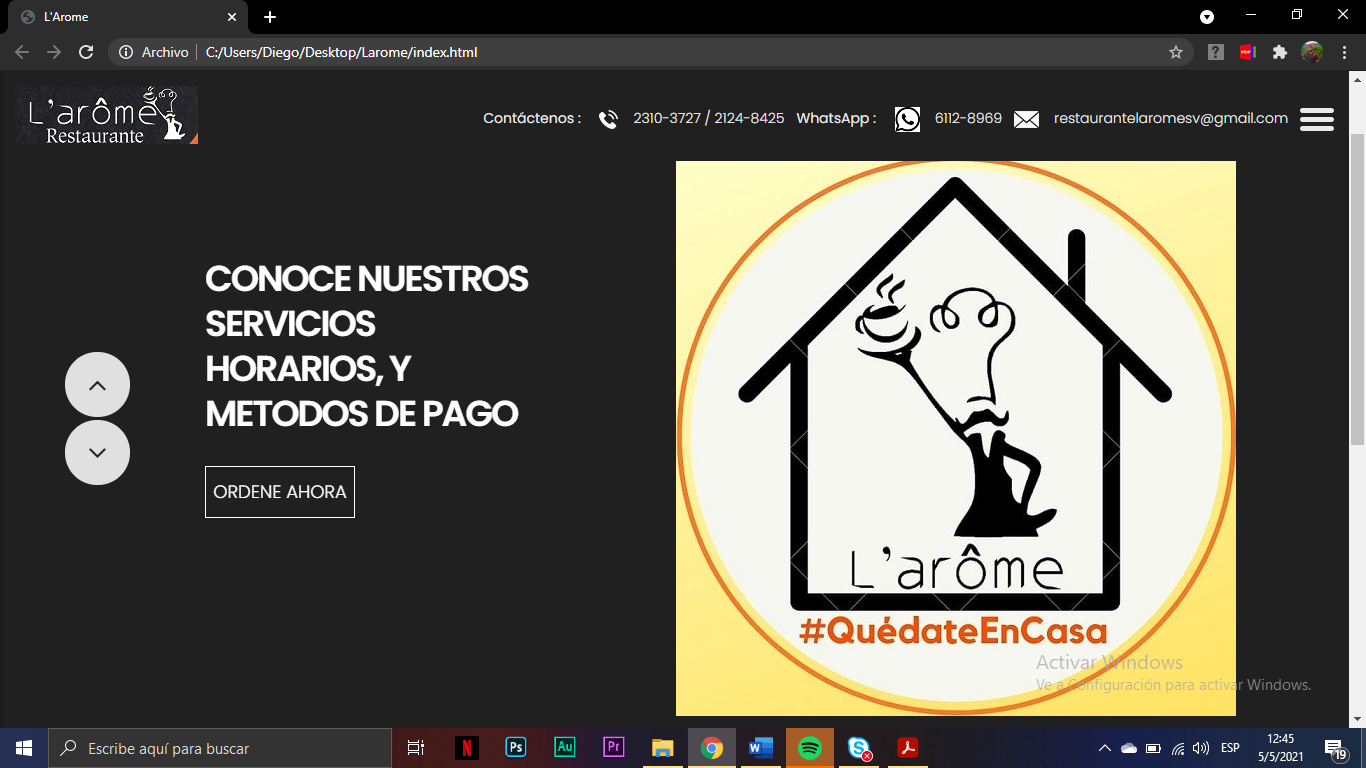 L'Arome
Archivo
C:/Users/Diego/Desktop/Larome/index.html
PDF
L'arôme
Restaurante
Contáctenos :
2310-3727 / 2124-8425
WhatsApp :
6112-8969
restaurantelaromesv@gmail.com
CONOCE NUESTROS
SERVICIOS
HORARIOS, Y
METODOS DE PAGO
ORDENE AHORA
L'arôme
#QuédateEnCasa
Activar Windows
Ve a Configuración para activar Windows.
Escribe aquí para buscar
N
Ps
Au
Pr
W
S
ESP
12:45
5/5/2021
19